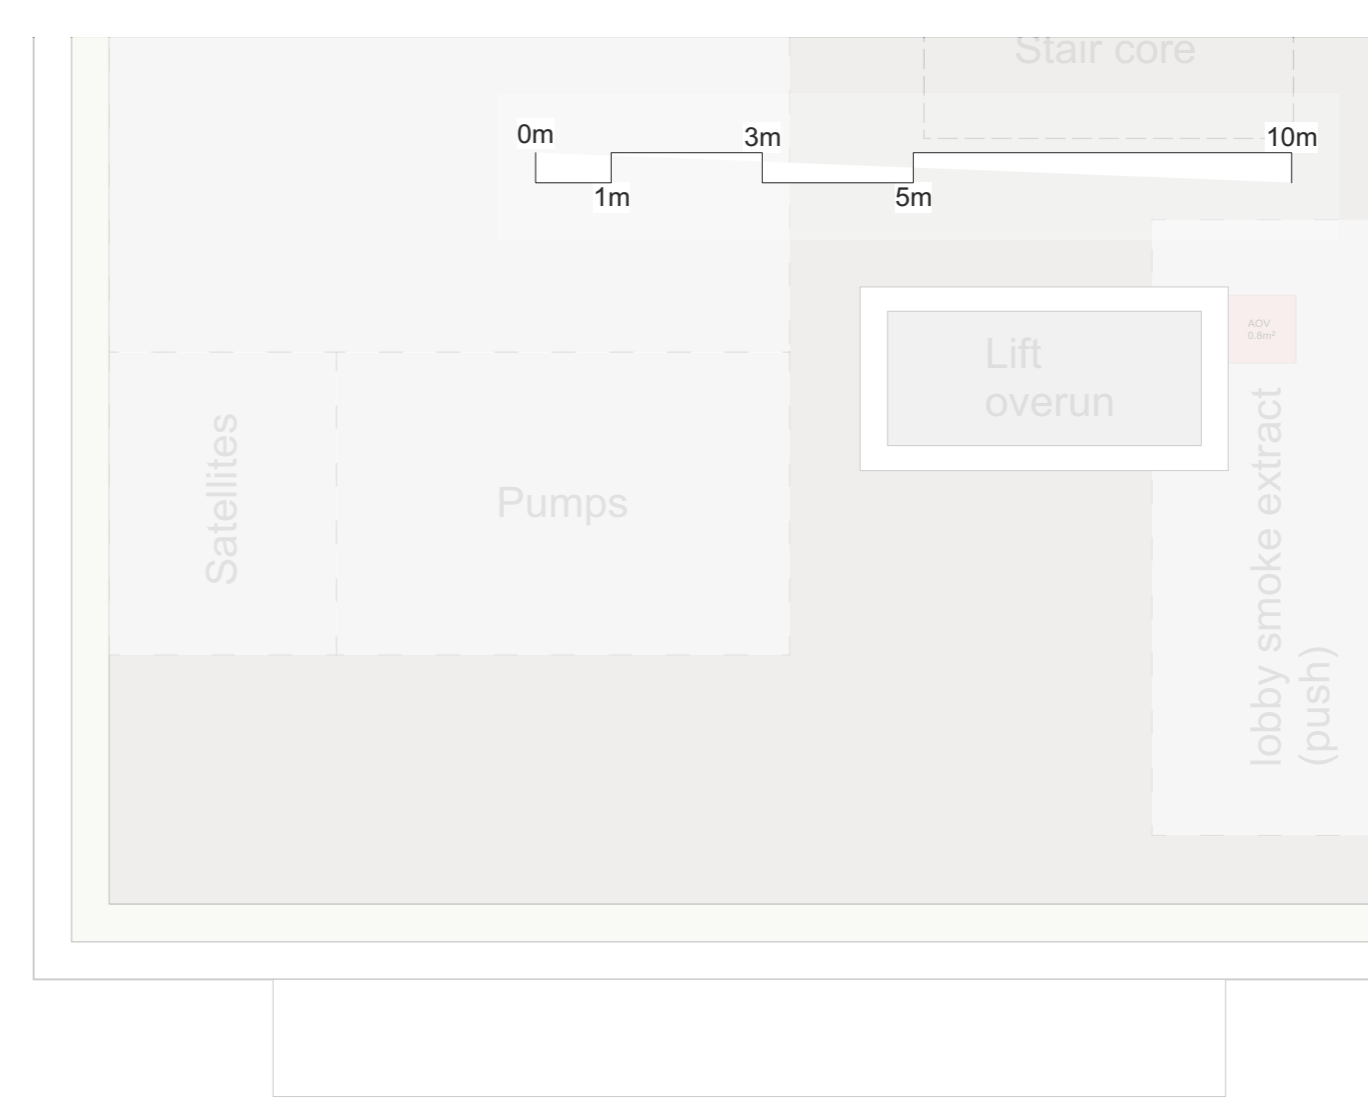 Stair core
0m
3m
10m
1m
5m
AOV
0.8m²
Lift
overun
Satellites
Pumps
lobby smoke extract
(push)